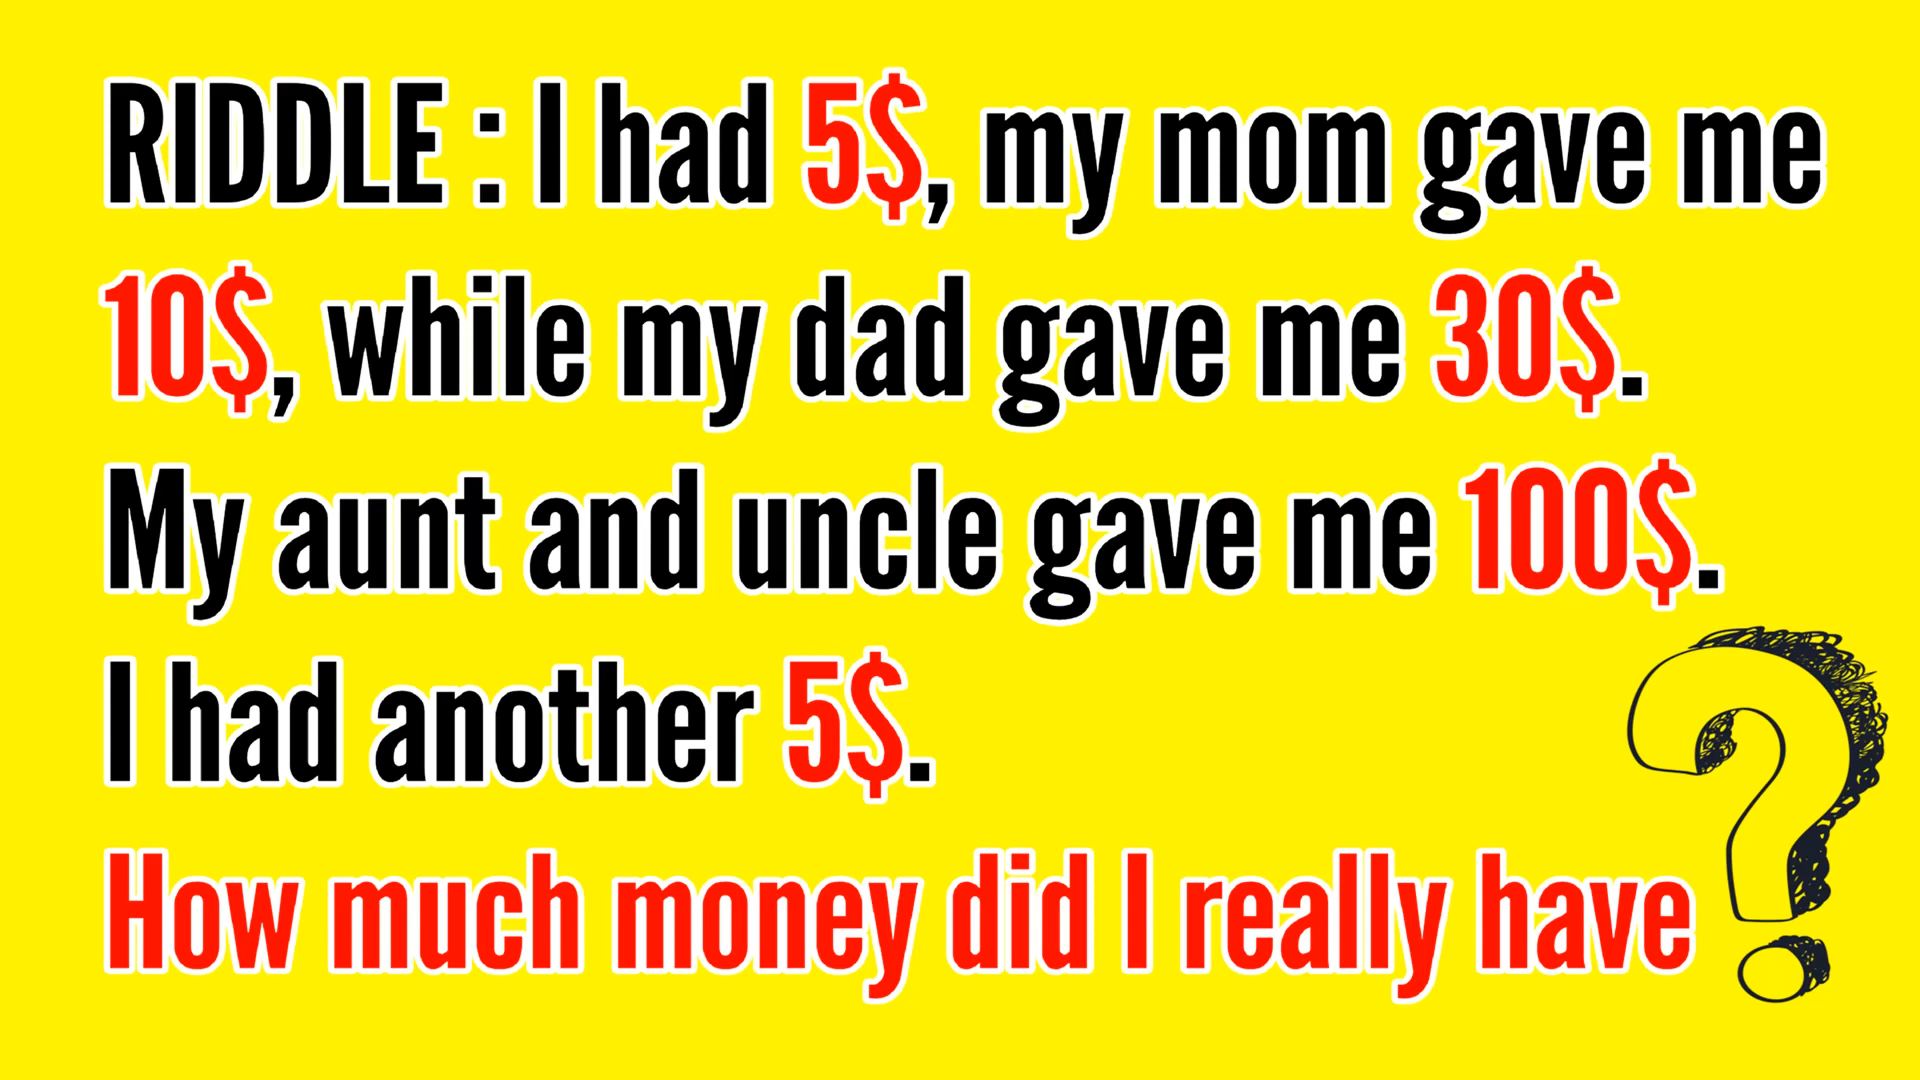 RIDDLE : I had 5$, my mom gave me
10$, while my dad gave me 30$.
My aunt and uncle gave me 100$.
I had another 5$.
How much money did I really have ?